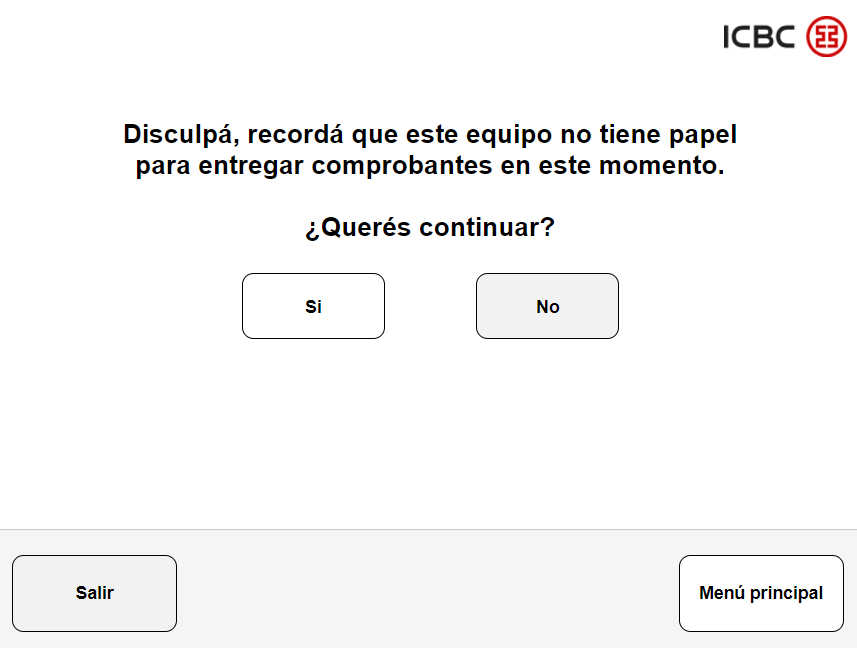 ICBC
Disculpá, recordá que este equipo no tiene papel
para entregar comprobantes en este momento.
¿Querés continuar?
Si
No
Salir
Menú principal